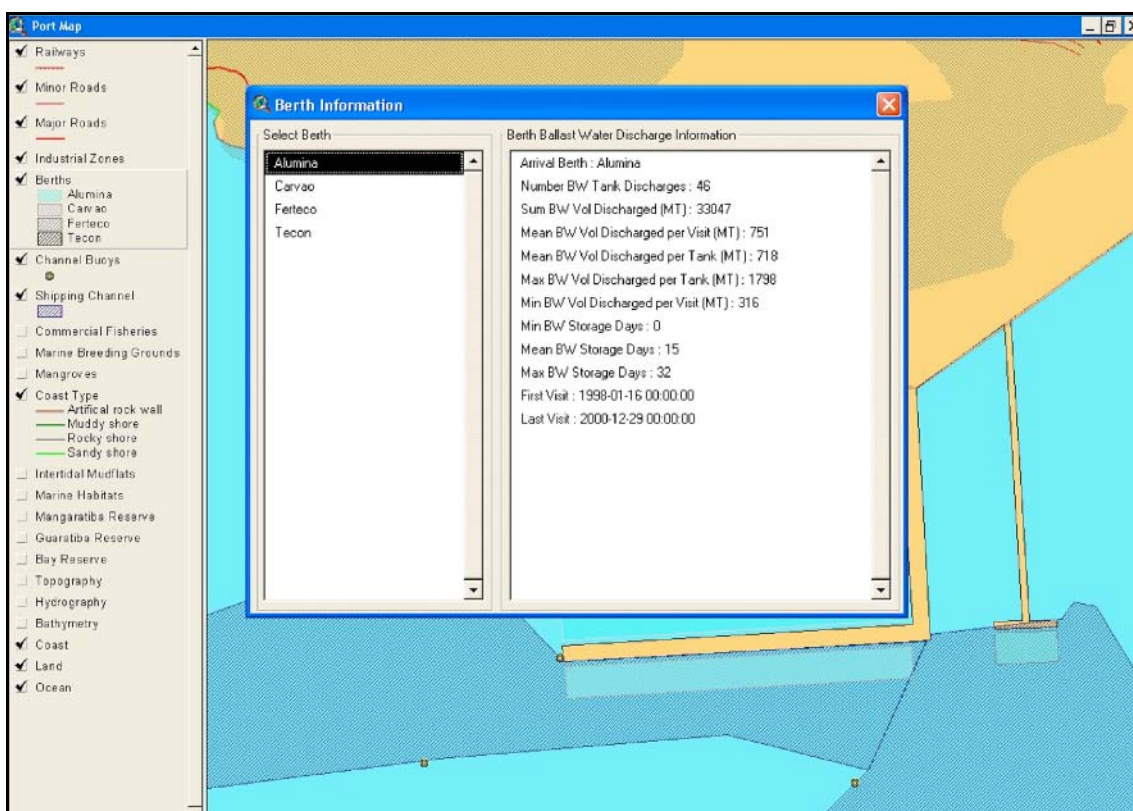 Port Map
Railways
Minor Roads
Major Roads
Industrial Zones
Berths
Alumina
Carvao
Ferteco
Tecon
Channel Buoys
Shipping Channel
Commercial Fisheries
Marine Breeding Grounds
Mangroves
Coast Type
Artifical rock wall
Muddy shore
Rocky shore
Sandy shore
Intertidal Mudflats
Marine Habitats
Mangaratiba Reserve
Guaratiba Reserve
Bay Reserve
Topography
Hydrography
Bathymetry
Coast
Land
Ocean
Berth Information
Select Berth
Alumina
Carvao
Ferteco
Tecon
Berth Ballast Water Discharge Information
Arrival Berth : Alumina
Number BW Tank Discharges : 46
Sum BW Vol Discharged (MT) : 33047
Mean BW Vol Discharged per Visit (MT) : 751
Mean BW Vol Discharged per Tank (MT) : 718
Max BW Vol Discharged per Tank (MT) : 1798
Min BW Vol Discharged per Visit (MT) : 316
Min BW Storage Days : 0
Mean BW Storage Days : 15
Max BW Storage Days : 32
First Visit : 1998-01-16 00:00:00
Last Visit : 2000-12-29 00:00:00